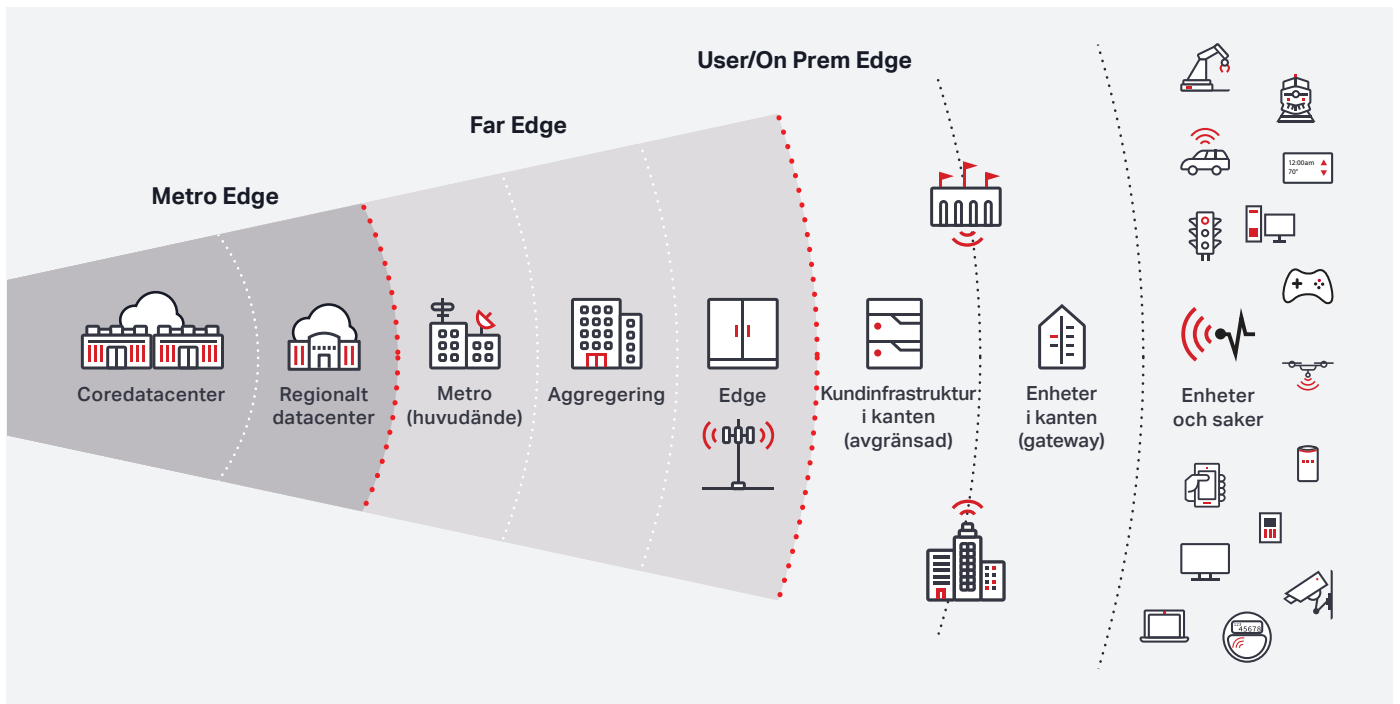 User/On Prem Edge
Far Edge
Metro Edge
12:00am
70°
Coredatacenter
Regionalt
datacenter
Metro
(huvudände)
Aggregering
Edge
Kundinfrastruktur
i kanten
(avgränsad)
Enheter
i kanten
(gateway)
Enheter
och saker
123
45678